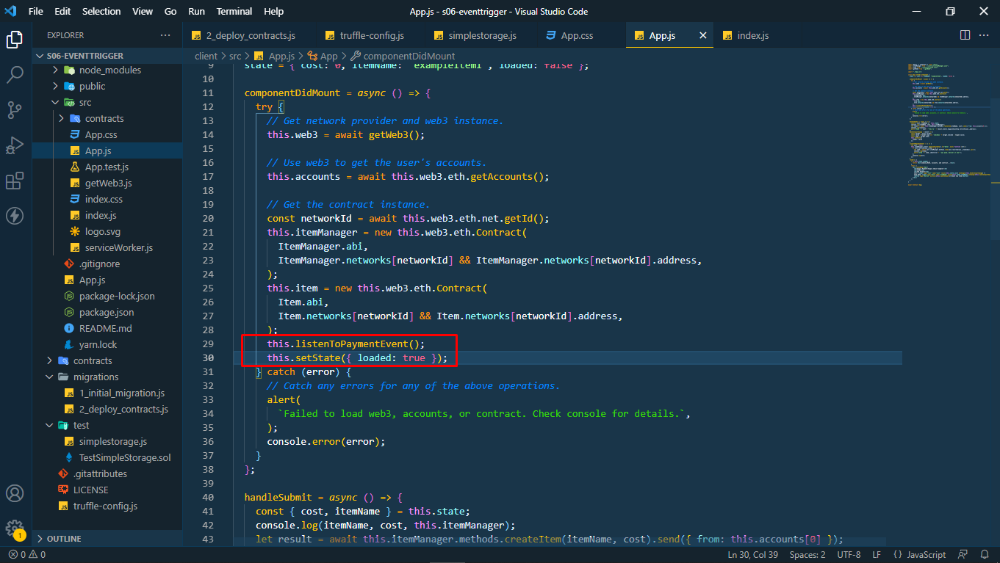 File Edit Selection View Go Run Terminal Help
App.js - s06-eventtrigger - Visual Studio Code
EXPLORER
S06-EVENTTRIGGER
node_modules
public
src
contracts
App.css
App.js
App.test.js
getWeb3.js
index.css
index.js
logo.svg
serviceWorker.js
.gitignore
App.js
package-lock.json
package.json
README.md
yarn.lock
contracts
migrations
1_initial_migration.js
2_deploy_contracts.js
test
simplestorage.js
TestSimpleStorage.sol
.gitattributes
LICENSE
truffle-config.js
OUTLINE
2_deploy_contracts.js truffle-config.js simplestorage.js App.css App.js index.js
client > src > App.js > App > componentDidMount
9 state = { cost: 0, itemName: "exampleItem1", loaded: false };
10
11 componentDidMount = async () => {
12 try {
13 // Get network provider and web3 instance.
14 this.web3 = await getWeb3();
15
16 // Use web3 to get the user's accounts.
17 this.accounts = await this.web3.eth.getAccounts();
18
19 // Get the contract instance.
20 const networkId = await this.web3.eth.net.getId();
21 this.itemManager = new this.web3.eth.Contract(
22 ItemManager.abi,
23 ItemManager.networks[networkId] && ItemManager.networks[networkId].address,
24 );
25 this.item = new this.web3.eth.Contract(
26 Item.abi,
27 Item.networks[networkId] && Item.networks[networkId].address,
28 );
29 this.listenToPaymentEvent();
30 this.setState({ loaded: true });
31 } catch (error) {
32 // Catch any errors for any of the above operations.
33 alert(
34 `Failed to load web3, accounts, or contract. Check console for details.`,
35 );
36 console.error(error);
37 }
38 };
39
40 handleSubmit = async () => {
41 const { cost, itemName } = this.state;
42 console.log(itemName, cost, this.itemManager);
43 let result = await this.itemManager.methods.createItem(itemName, cost).send({ from: this.accounts[0] });
1
0 0
Ln 30, Col 39 Spaces: 2 UTF-8 LF {} JavaScript